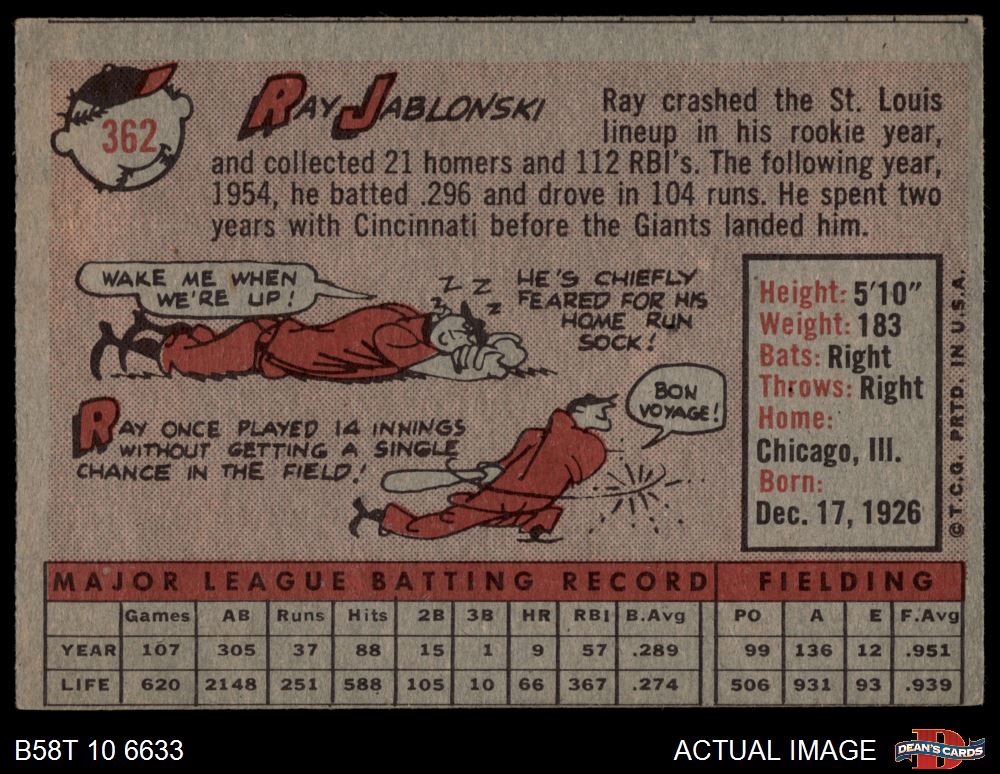 362
RAY JABLONSKI
Ray crashed the St. Louis
lineup in his rookie year,
and collected 21 homers and 112 RBI's. The following year,
1954, he batted .296 and drove in 104 runs. He spent two
years with Cincinnati before the Giants landed him.
WAKE ME WHEN
WE'RE UP!
Z Z
Z Z
HE'S CHIEFLY
FEARED FOR HIS
HOME RUN
SOCK!
RAY ONCE PLAYED 14 INNINGS
WITHOUT GETTING A SINGLE
CHANCE IN THE FIELD!
BON
VOYAGE!
Height: 5'10"
Weight: 183
Bats: Right
Throws: Right
Home:
Chicago, Ill.
Born:
Dec. 17, 1926
© T.C.G. PRTD. IN U.S.A.
MAJOR LEAGUE BATTING RECORD FIELDING
Games AB Runs Hits 2B 3B HR RBI B.Avg PO A E F.Avg
YEAR 107 305 37 88 15 1 9 57 .289 99 136 12 .951
LIFE 620 2148 251 588 105 10 66 367 .274 506 931 93 .939
B58T 10 6633
ACTUAL IMAGE
D
DEAN'S CARDS